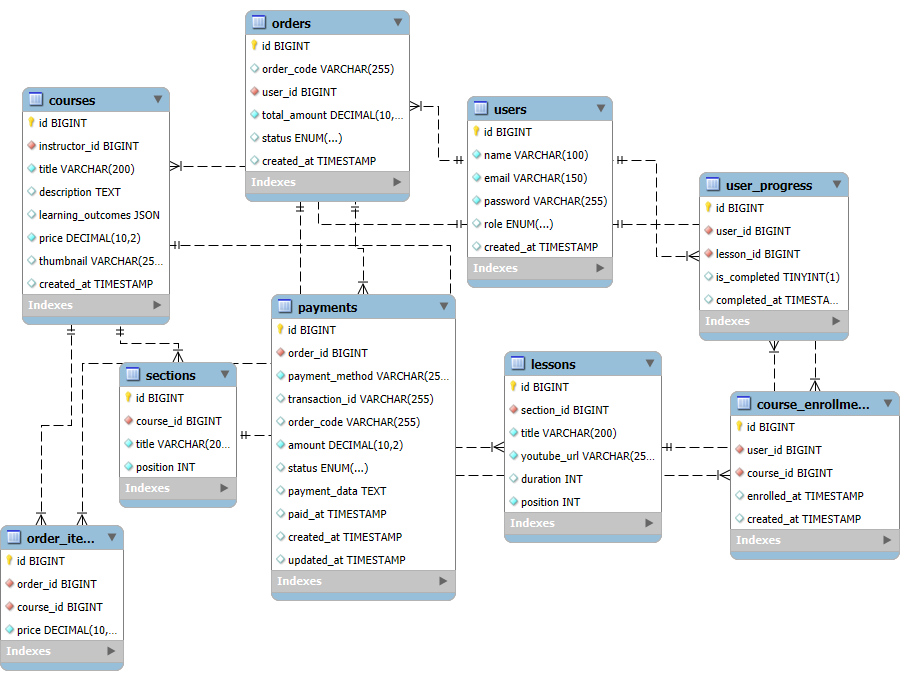 orders
id BIGINT
order_code VARCHAR(255)
user_id BIGINT
total_amount DECIMAL(10,...
status ENUM(...)
created_at TIMESTAMP
Indexes
courses
id BIGINT
instructor_id BIGINT
title VARCHAR(200)
description TEXT
learning_outcomes JSON
price DECIMAL(10,2)
thumbnail VARCHAR(25...
created_at TIMESTAMP
Indexes
users
id BIGINT
name VARCHAR(100)
email VARCHAR(150)
password VARCHAR(255)
role ENUM(...)
created_at TIMESTAMP
Indexes
user_progress
id BIGINT
user_id BIGINT
lesson_id BIGINT
is_completed TINYINT(1)
completed_at TIMESTA...
Indexes
payments
id BIGINT
order_id BIGINT
payment_method VARCHAR(25...
transaction_id VARCHAR(255)
order_code VARCHAR(255)
amount DECIMAL(10,2)
status ENUM(...)
payment_data TEXT
paid_at TIMESTAMP
created_at TIMESTAMP
updated_at TIMESTAMP
Indexes
sections
id BIGINT
course_id BIGINT
title VARCHAR(20...
position INT
Indexes
lessons
id BIGINT
section_id BIGINT
title VARCHAR(200)
youtube_url VARCHAR(25...
duration INT
position INT
Indexes
course_enrollme...
id BIGINT
user_id BIGINT
course_id BIGINT
enrolled_at TIMESTAMP
created_at TIMESTAMP
Indexes
order_ite...
id BIGINT
order_id BIGINT
course_id BIGINT
price DECIMAL(10,...
Indexes